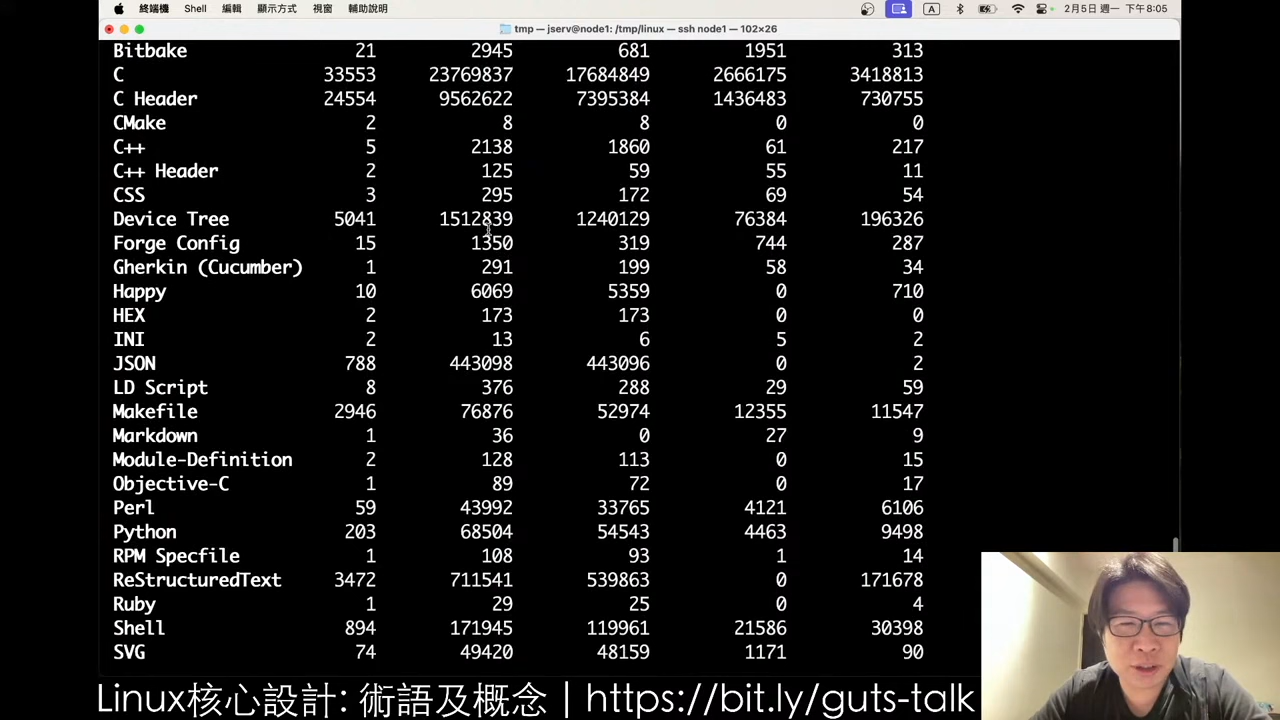 終端機 Shell 編輯 顯示方式 視窗 輔助說明 A 2月5日 週一 下午8:05
tmp — jserv@node1: /tmp/linux — ssh node1 — 102×26
Bitbake 21 2945 681 1951 313
C 33553 23769837 17684849 2666175 3418813
C Header 24554 9562622 7395384 1436483 730755
CMake 2 8 8 0 0
C++ 5 2138 1860 61 217
C++ Header 2 125 59 55 11
CSS 3 295 172 69 54
Device Tree 5041 1512839 1240129 76384 196326
Forge Config 15 1350 319 744 287
Gherkin (Cucumber) 1 291 199 58 34
Happy 10 6069 5359 0 710
HEX 2 173 173 0 0
INI 2 13 6 5 2
JSON 788 443098 443096 0 2
LD Script 8 376 288 29 59
Makefile 2946 76876 52974 12355 11547
Markdown 1 36 0 27 9
Module-Definition 2 128 113 0 15
Objective-C 1 89 72 0 17
Perl 59 43992 33765 4121 6106
Python 203 68504 54543 4463 9498
RPM Specfile 1 108 93 1 14
ReStructuredText 3472 711541 539863 0 171678
Ruby 1 29 25 0 4
Shell 894 171945 119961 21586 30398
SVG 74 49420 48159 1171 90
Linux核心設計: 術語及概念 | https://bit.ly/guts-talk